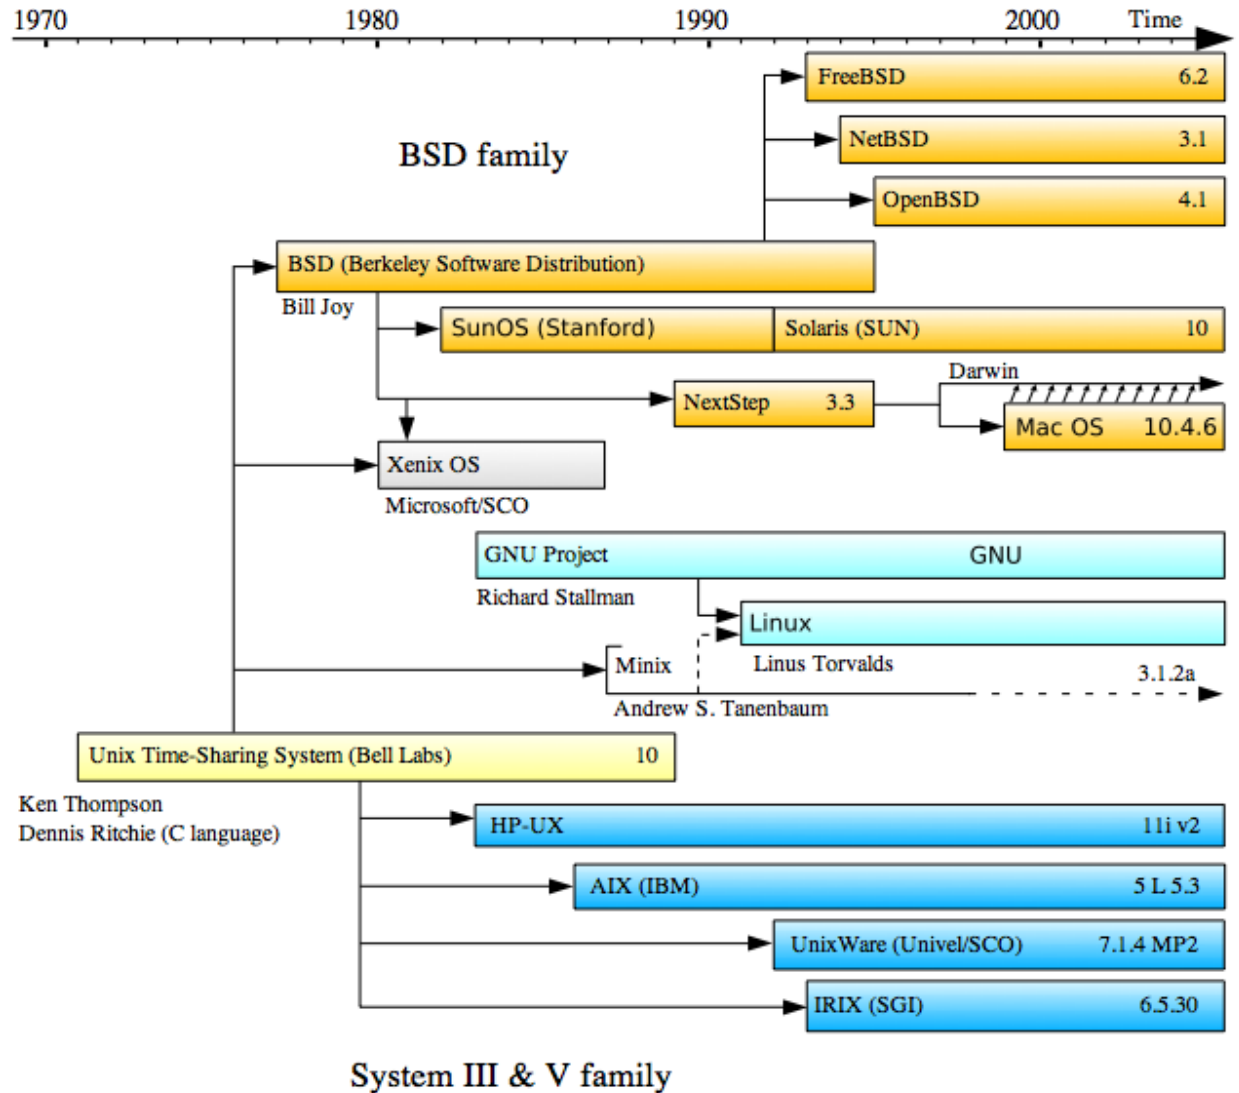 1970 1980 1990 2000 Time
FreeBSD 6.2
BSD family
NetBSD 3.1
OpenBSD 4.1
BSD (Berkeley Software Distribution)
Bill Joy
SunOS (Stanford) Solaris (SUN) 10
Darwin
NextStep 3.3
Mac OS 10.4.6
Xenix OS
Microsoft/SCO
GNU Project GNU
Richard Stallman
Linux
Linus Torvalds
Minix
3.1.2a
Andrew S. Tanenbaum
Unix Time-Sharing System (Bell Labs) 10
Ken Thompson
Dennis Ritchie (C language)
HP-UX 11i v2
AIX (IBM) 5 L 5.3
UnixWare (Univel/SCO) 7.1.4 MP2
IRIX (SGI) 6.5.30
System III & V family